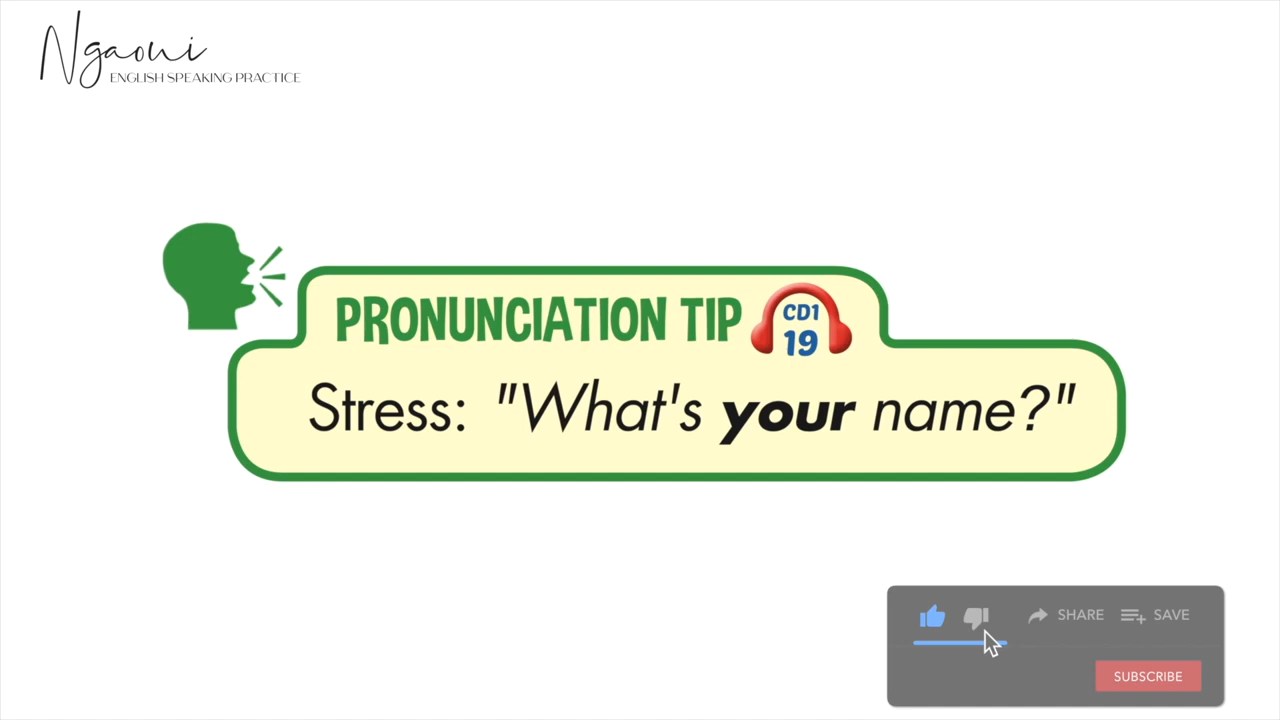 Ngaoni
ENGLISH SPEAKING PRACTICE
PRONUNCIATION TIP
CD1
19
Stress: "What's your name?"
SHARE
SAVE
SUBSCRIBE